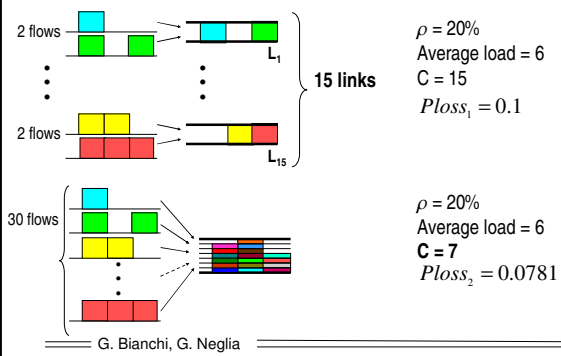 2 flows
L1
2 flows
L15
15 links
ρ = 20%
Average load = 6
C = 15
Ploss₁ = 0.1
30 flows
ρ = 20%
Average load = 6
C = 7
Ploss₂ = 0.0781
G. Bianchi, G. Neglia